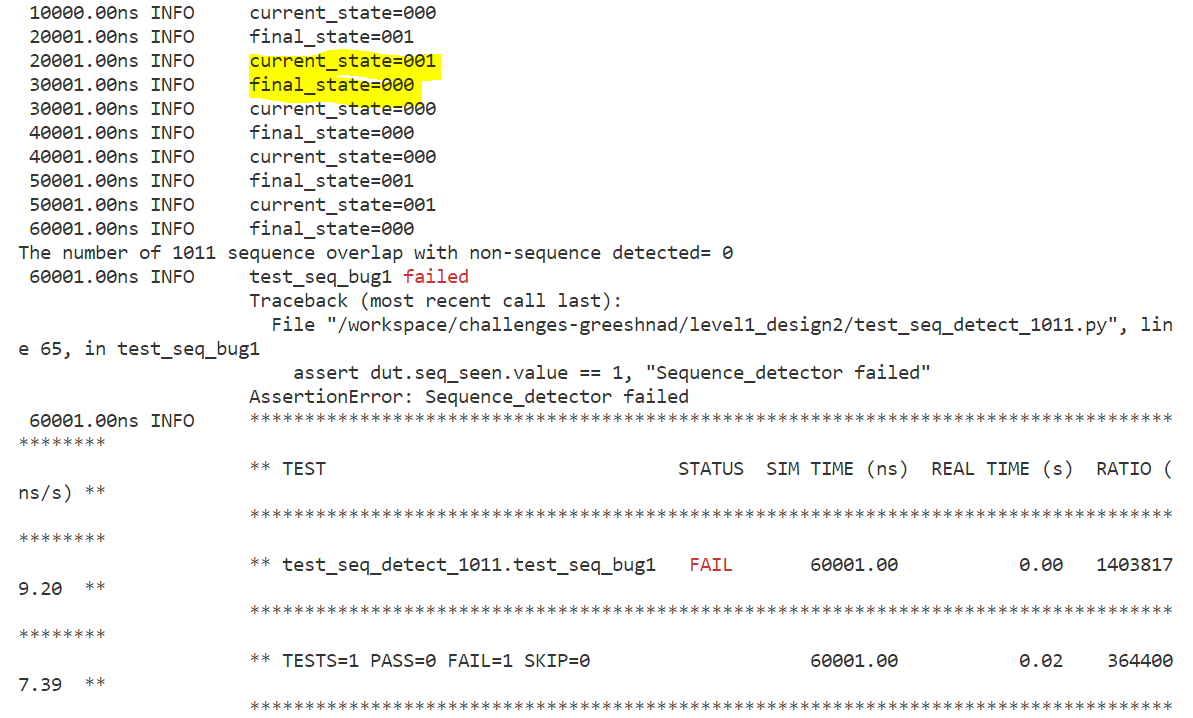 10000.00ns INFO     current_state=000
20001.00ns INFO     final_state=001
20001.00ns INFO     current_state=001
30001.00ns INFO     final_state=000
30001.00ns INFO     current_state=000
40001.00ns INFO     final_state=000
40001.00ns INFO     current_state=000
50001.00ns INFO     final_state=001
50001.00ns INFO     current_state=001
60001.00ns INFO     final_state=000
The number of 1011 sequence overlap with non-sequence detected= 0
60001.00ns INFO     test_seq_bug1 failed
Traceback (most recent call last):
File "/workspace/challenges-greeshnad/level1_design2/test_seq_detect_1011.py", lin
e 65, in test_seq_bug1
assert dut.seq_seen.value == 1, "Sequence_detector failed"
AssertionError: Sequence_detector failed
60001.00ns INFO     ************************************************************************************
********
** TEST                                STATUS  SIM TIME (ns)  REAL TIME (s)  RATIO (
ns/s) **
************************************************************************************
********
** test_seq_detect_1011.test_seq_bug1   FAIL       60001.00           0.00   1403817
9.20  **
************************************************************************************
********
** TESTS=1 PASS=0 FAIL=1 SKIP=0                    60001.00           0.02    364400
7.39  **
************************************************************************************